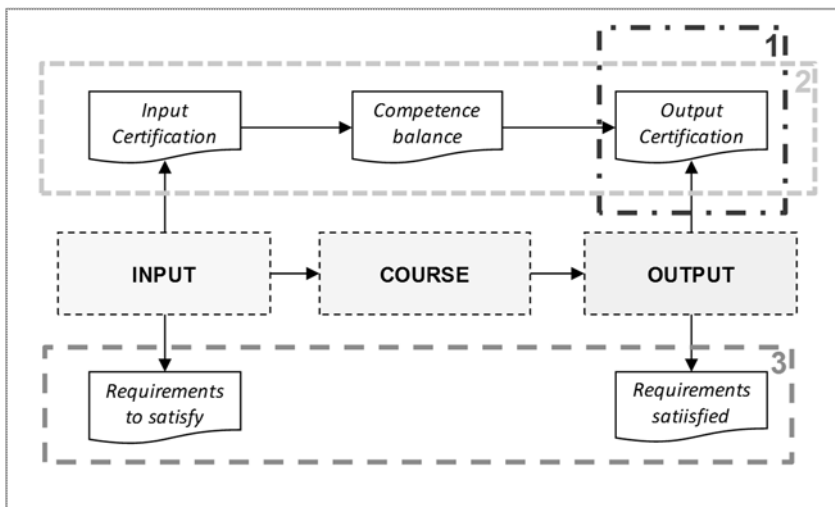 1
2
Input
Certification
Competence
balance
Output
Certification
INPUT
COURSE
OUTPUT
3
Requirements
to satisfy
Requirements
satiisfied